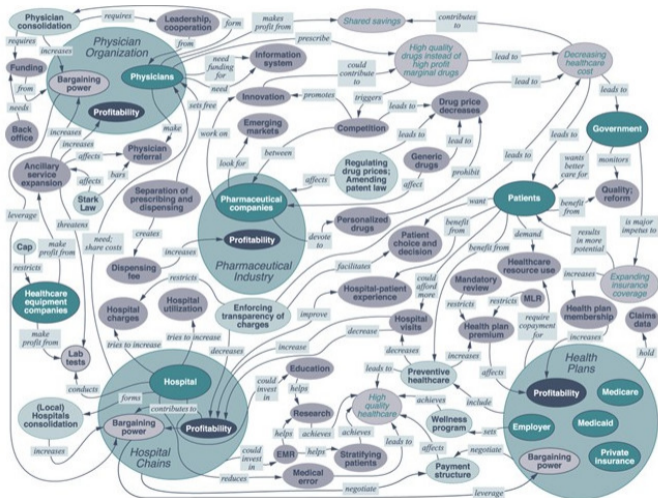 Physician
consolidation
requires
Leadership,
cooperation
form
from
makes
profit from
Shared savings
contributes to
requires
increases
Physician
Organization
prescribe
need
funding
for
Information
system
could
contribute to
High quality
drugs instead of
high profit
marginal drugs
lead to
Decreasing
healthcare
cost
Funding
from
Bargaining
power
Physicians
need
Innovation
promotes
triggers
lead to
leads to
needs
Profitability
sets free
Emerging
markets
Competition
leads to
Drug price
decreases
Government
Back
office
increases
increases
make
work on
between
leads to
lead to
wants
better
care for
monitors
Ancillary
service
expansion
affects
Physician
referral
look for
Regulating
drug prices;
Amending
patent law
Generic
drugs
leads to
affects
bars
affects
affect
prohibit
Quality;
reform
Stark
Law
Separation of
prescribing and
dispensing
Pharmaceutical
companies
Patients
benefit
from
leverage
threatens
want
is major
impetus to
Cap
make
profit from
need;
share costs
creates
Profitability
devote
to
Personalized
drugs
Patient
choice and
decision
benefit
from
demand
results
in more
potential
restricts
increases
Pharmaceutical
Industry
benefit
from
Healthcare
resource use
Expanding
insurance
coverage
Dispensing
fee
restricts
facilitates
Mandatory
review
increases
Healthcare
equipment
companies
Hospital
charges
Hospital
utilization
Enforcing
transparency of
charges
Hospital-patient
experience
could
afford
more
restricts
restricts
MLR
Health plan
membership
Claims
data
improve
Hospital
visits
Health plan
premium
require
copayment
for
increases
make
profit from
tries to increase
tries to increase
decreases
decrease
decreases
increases
affects
hold
Lab
tests
leads
to
Preventive
healthcare
Health
Plans
conducts
Hospital
increase
Education
could
invest in
helps
include
Profitability
Medicare
(Local)
Hospitals
consolidation
forms
contributes to
Research
High
quality
healthcare
achieves
Wellness
program
sets
Employer
Medicaid
Bargaining
power
Profitability
helps
achieves
achieves
affects
negotiate
increases
Hospital
Chains
could
invest in
EMR
helps
Stratifying
patients
leads to
Payment
structure
Bargaining
power
Private
insurance
reduces
Medical
error
negotiate
leverage